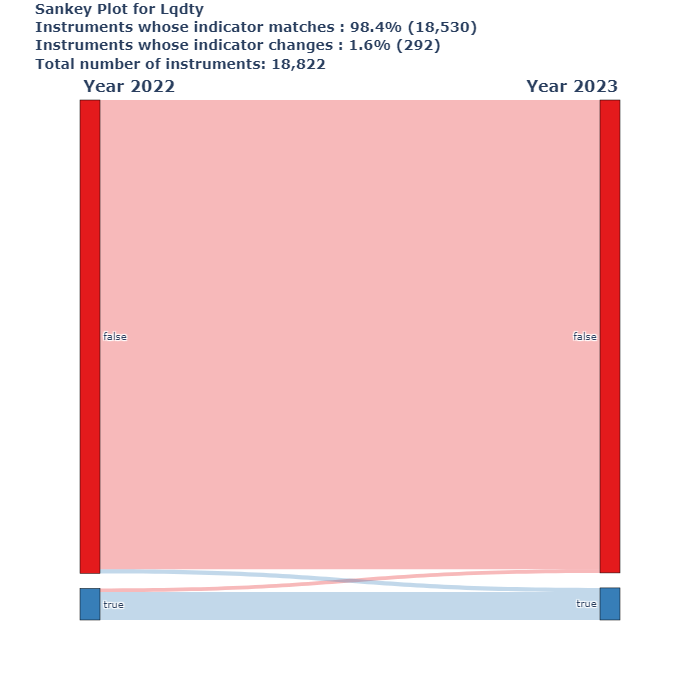 Sankey Plot for Lqdty
Instruments whose indicator matches : 98.4% (18,530)
Instruments whose indicator changes : 1.6% (292)
Total number of instruments: 18,822
Year 2022 Year 2023
false false
true true